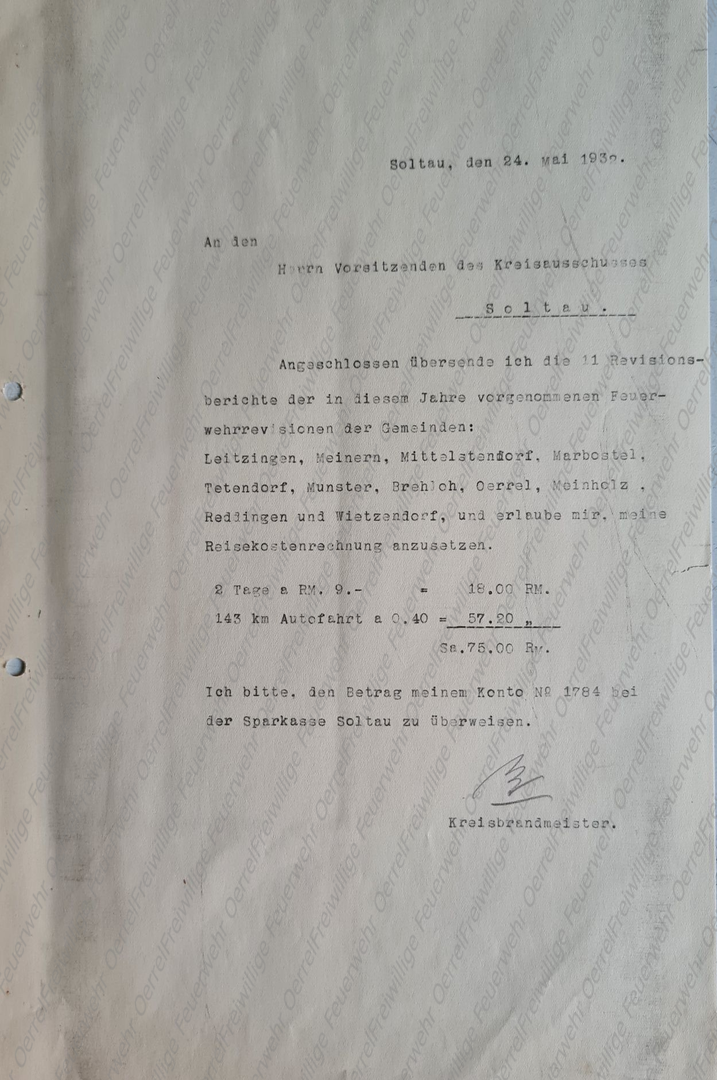 Soltau, den 24. Mai 193
An den
Herrn Vorsitzenden des Kreisausschusses
Soltau.
Angeschlossen übersende ich die 11 Revisions-
berichte der in diesem Jahre vorgenommenen Feuer-
wehrrevisionen der Gemeinden:
Leitzingen, Meinern, Mittelstendorf, Marbostel,
Tetendorf, Munster, Brehloh, Oerrel, Meinholz ,
Reddingen und Wietzendorf, und erlaube mir, meine
Reisekostenrechnung anzusetzen.
2 Tage a RM. 9.- = 18.00 RM.
143 km Autofahrt a 0.40 = 57.20 „
Sa.75.00 RM.
Ich bitte, den Betrag meinem Konto No 1784 bei
der Sparkasse Soltau zu überweisen.
Kreisbrandmeister.
Freiwillige Feuerwehr Oerrel